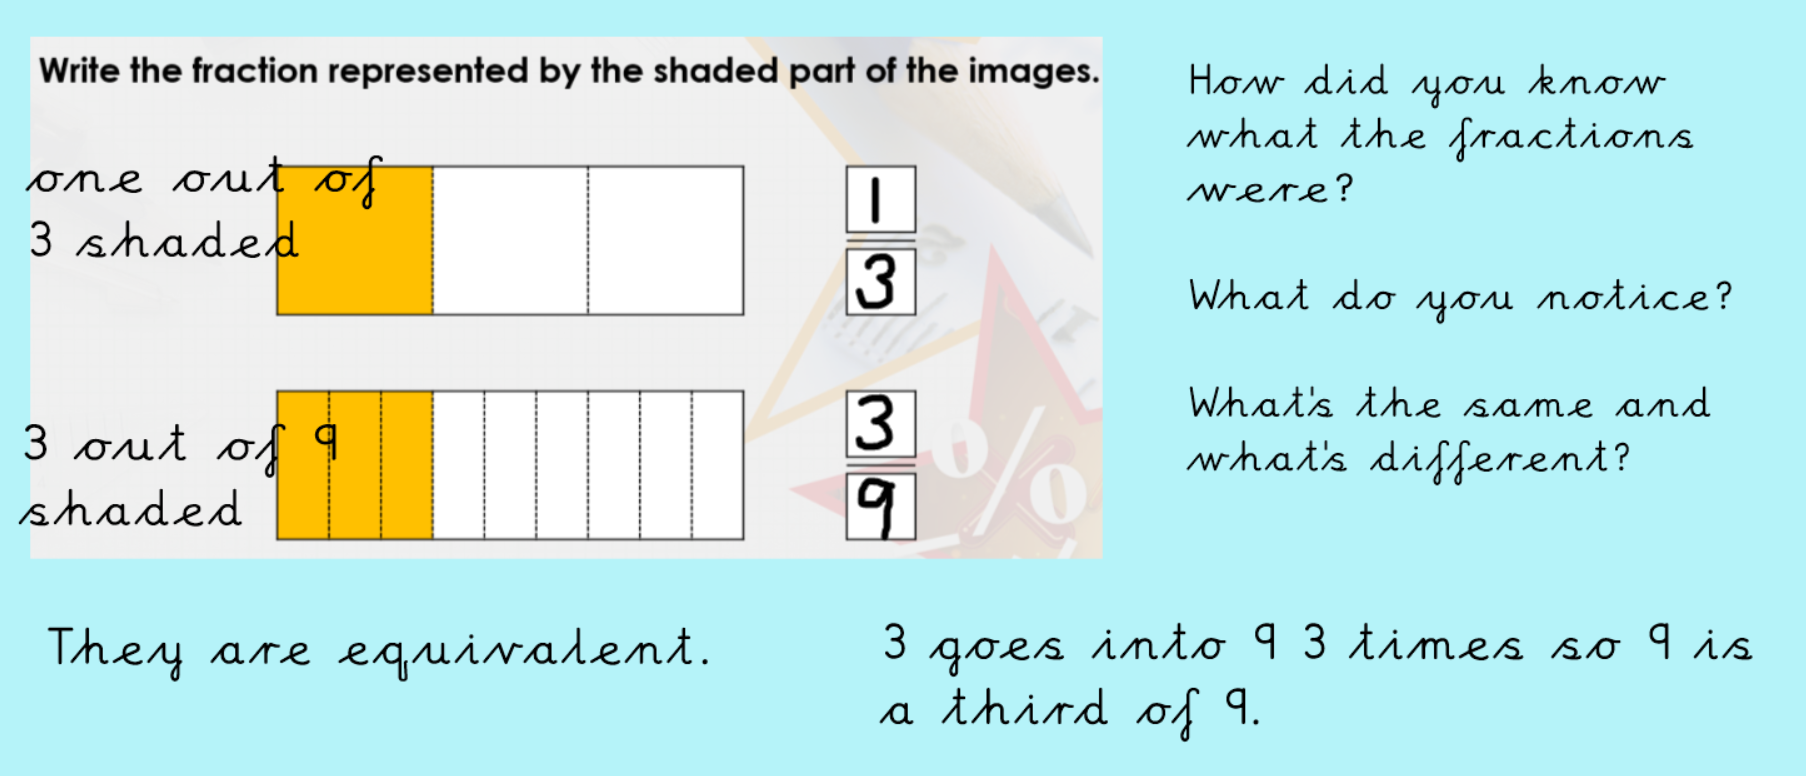 Write the fraction represented by the shaded part of the images.
one out of
3 shaded
1
3
3 out of 9
shaded
3
9
How did you know
what the fractions
were?
What do you notice?
What's the same and
what's different?
They are equivalent.
3 goes into 9 3 times so 9 is
a third of 9.